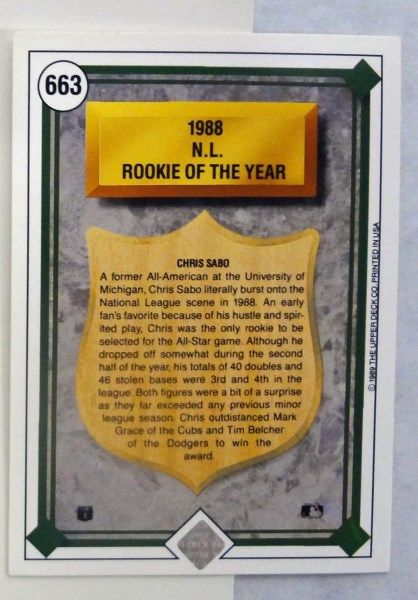 663
1988
N.L.
ROOKIE OF THE YEAR
CHRIS SABO
A former All-American at the University of
Michigan, Chris Sabo literally burst onto the
National League scene in 1988. An early
fan's favorite because of his hustle and spir-
ited play, Chris was the only rookie to be
selected for the All-Star game. Although he
dropped off somewhat during the second
half of the year, his totals of 40 doubles and
46 stolen bases were 3rd and 4th in the
league. Both figures were a bit of a surprise
as they far exceeded any previous minor
league season. Chris outdistanced Mark
Grace of the Cubs and Tim Belcher
of the Dodgers to win the
award.
© 1989 THE UPPER DECK CO. PRINTED IN USA